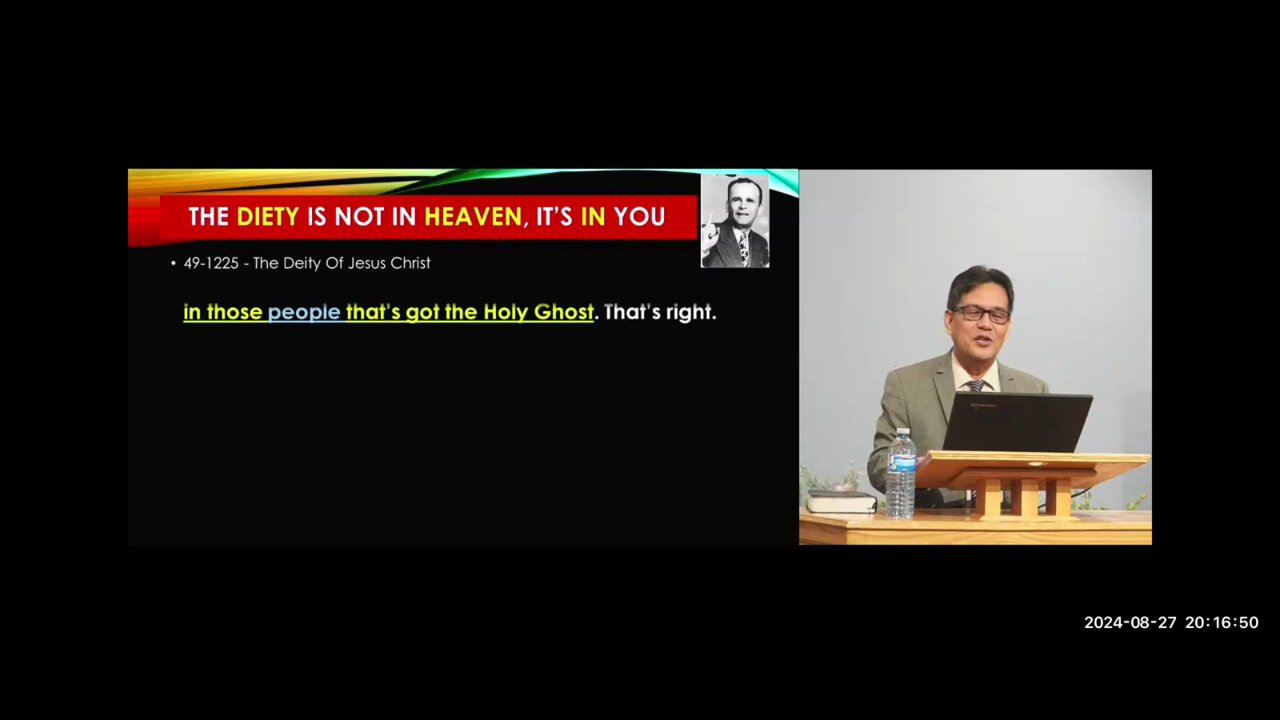 THE DIETY IS NOT IN HEAVEN, IT'S IN YOU
• 49-1225 - The Deity Of Jesus Christ
in those people that's got the Holy Ghost. That's right.
2024-08-27 20:16:50